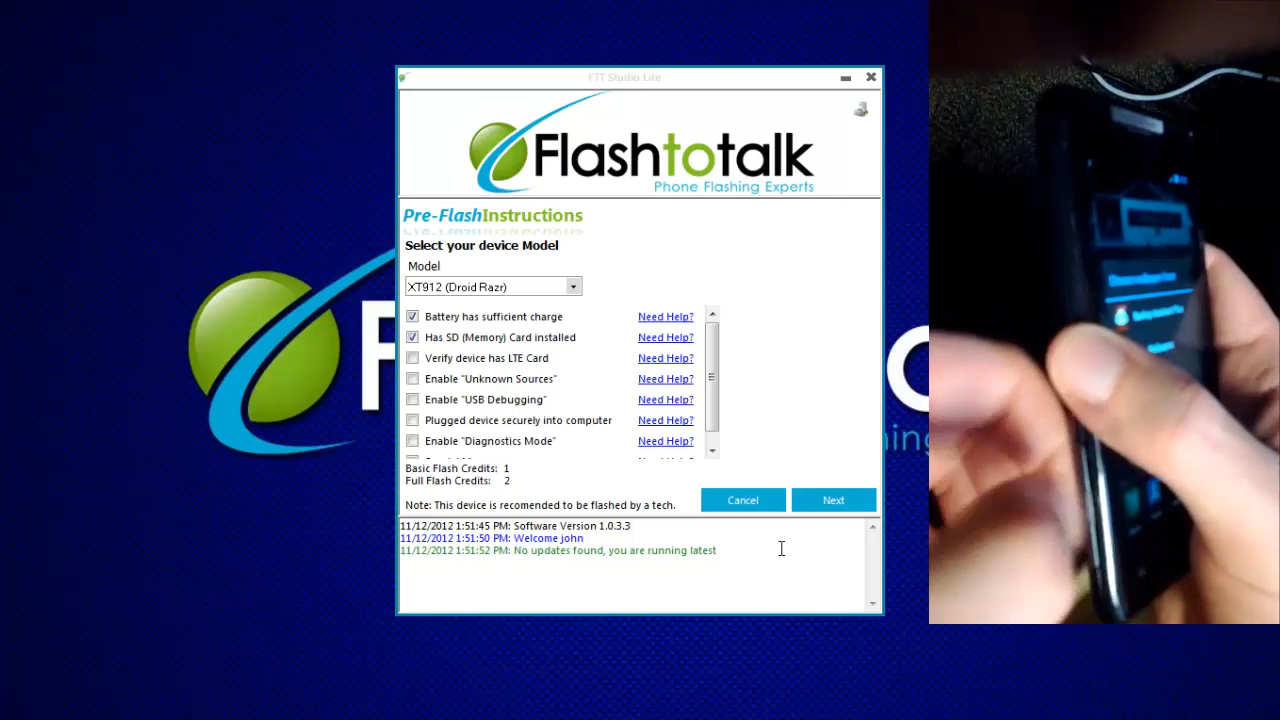 FTT Studio Lite
Flashtotalk
Phone Flashing Experts
Pre-FlashInstructions
Select your device Model
Model
XT912 (Droid Razr)
Battery has sufficient charge Need Help?
Has SD (Memory) Card installed Need Help?
Verify device has LTE Card Need Help?
Enable "Unknown Sources" Need Help?
Enable "USB Debugging" Need Help?
Plugged device securely into computer Need Help?
Enable "Diagnostics Mode" Need Help?
Basic Flash Credits: 1
Full Flash Credits: 2
Note: This device is recomended to be flashed by a tech.
Cancel Next
11/12/2012 1:51:45 PM: Software Version 1.0.3.3
11/12/2012 1:51:50 PM: Welcome john
11/12/2012 1:51:52 PM: No updates found, you are running latest